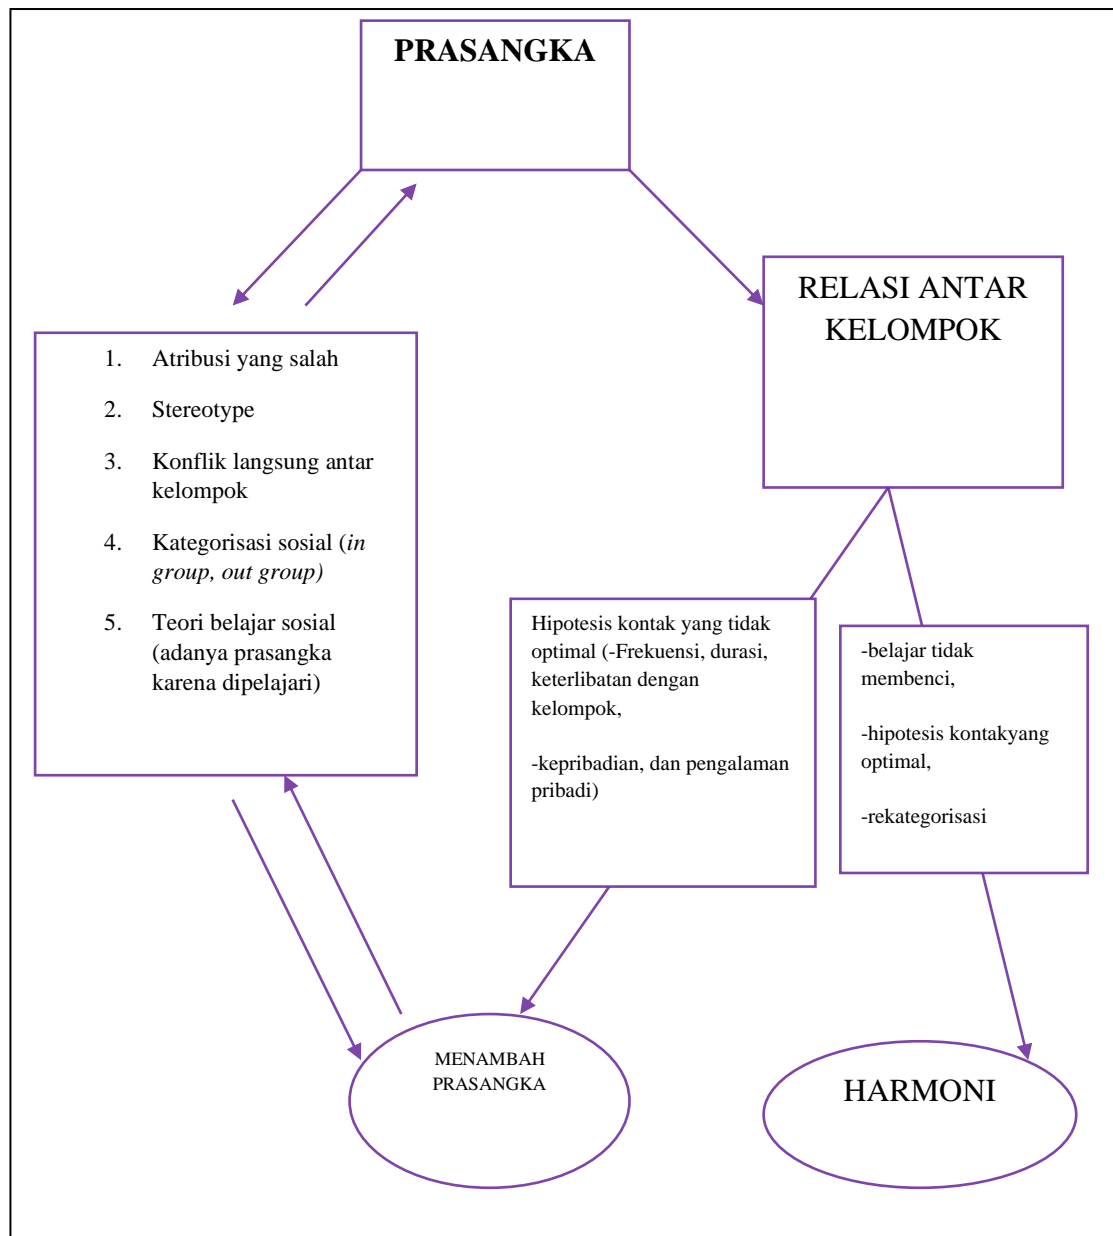 PRASANGKA
RELASI ANTAR
KELOMPOK
1. Atribusi yang salah
2. Stereotype
3. Konflik langsung antar
kelompok
4. Kategorisasi sosial (in
group, out group)
5. Teori belajar sosial
(adanya prasangka
karena dipelajari)
Hipotesis kontak yang tidak
optimal (-Frekuensi, durasi,
keterlibatan dengan
kelompok,
-kepribadian, dan pengalaman
pribadi)
-belajar tidak
membenci,
-hipotesis kontakyang
optimal,
-rekategorisasi
MENAMBAH
PRASANGKA
HARMONI